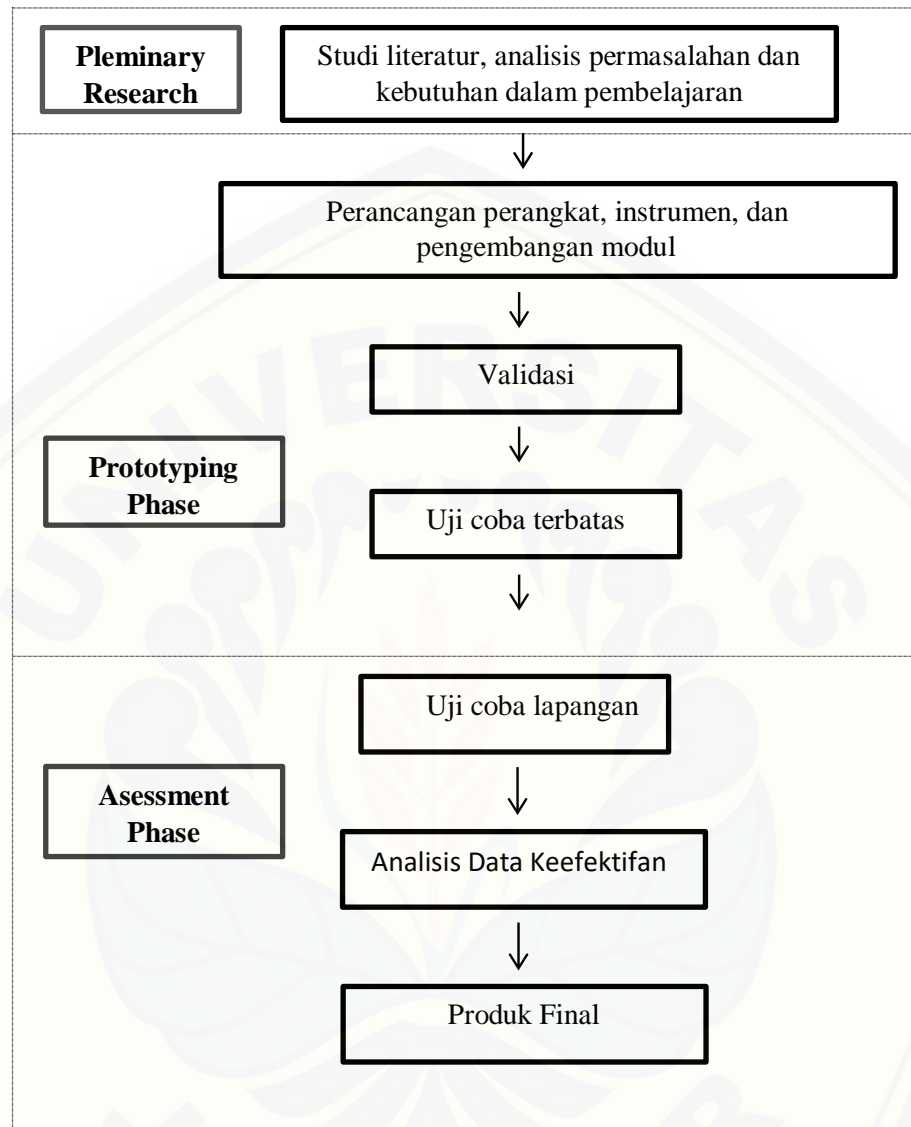 Pleminary
Research
Studi literatur, analisis permasalahan dan
kebutuhan dalam pembelajaran
Perancangan perangkat, instrumen, dan
pengembangan modul
Validasi
Prototyping
Phase
Uji coba terbatas
Uji coba lapangan
Asessment
Phase
Analisis Data Keefektifan
Produk Final
UNIVERSITAS